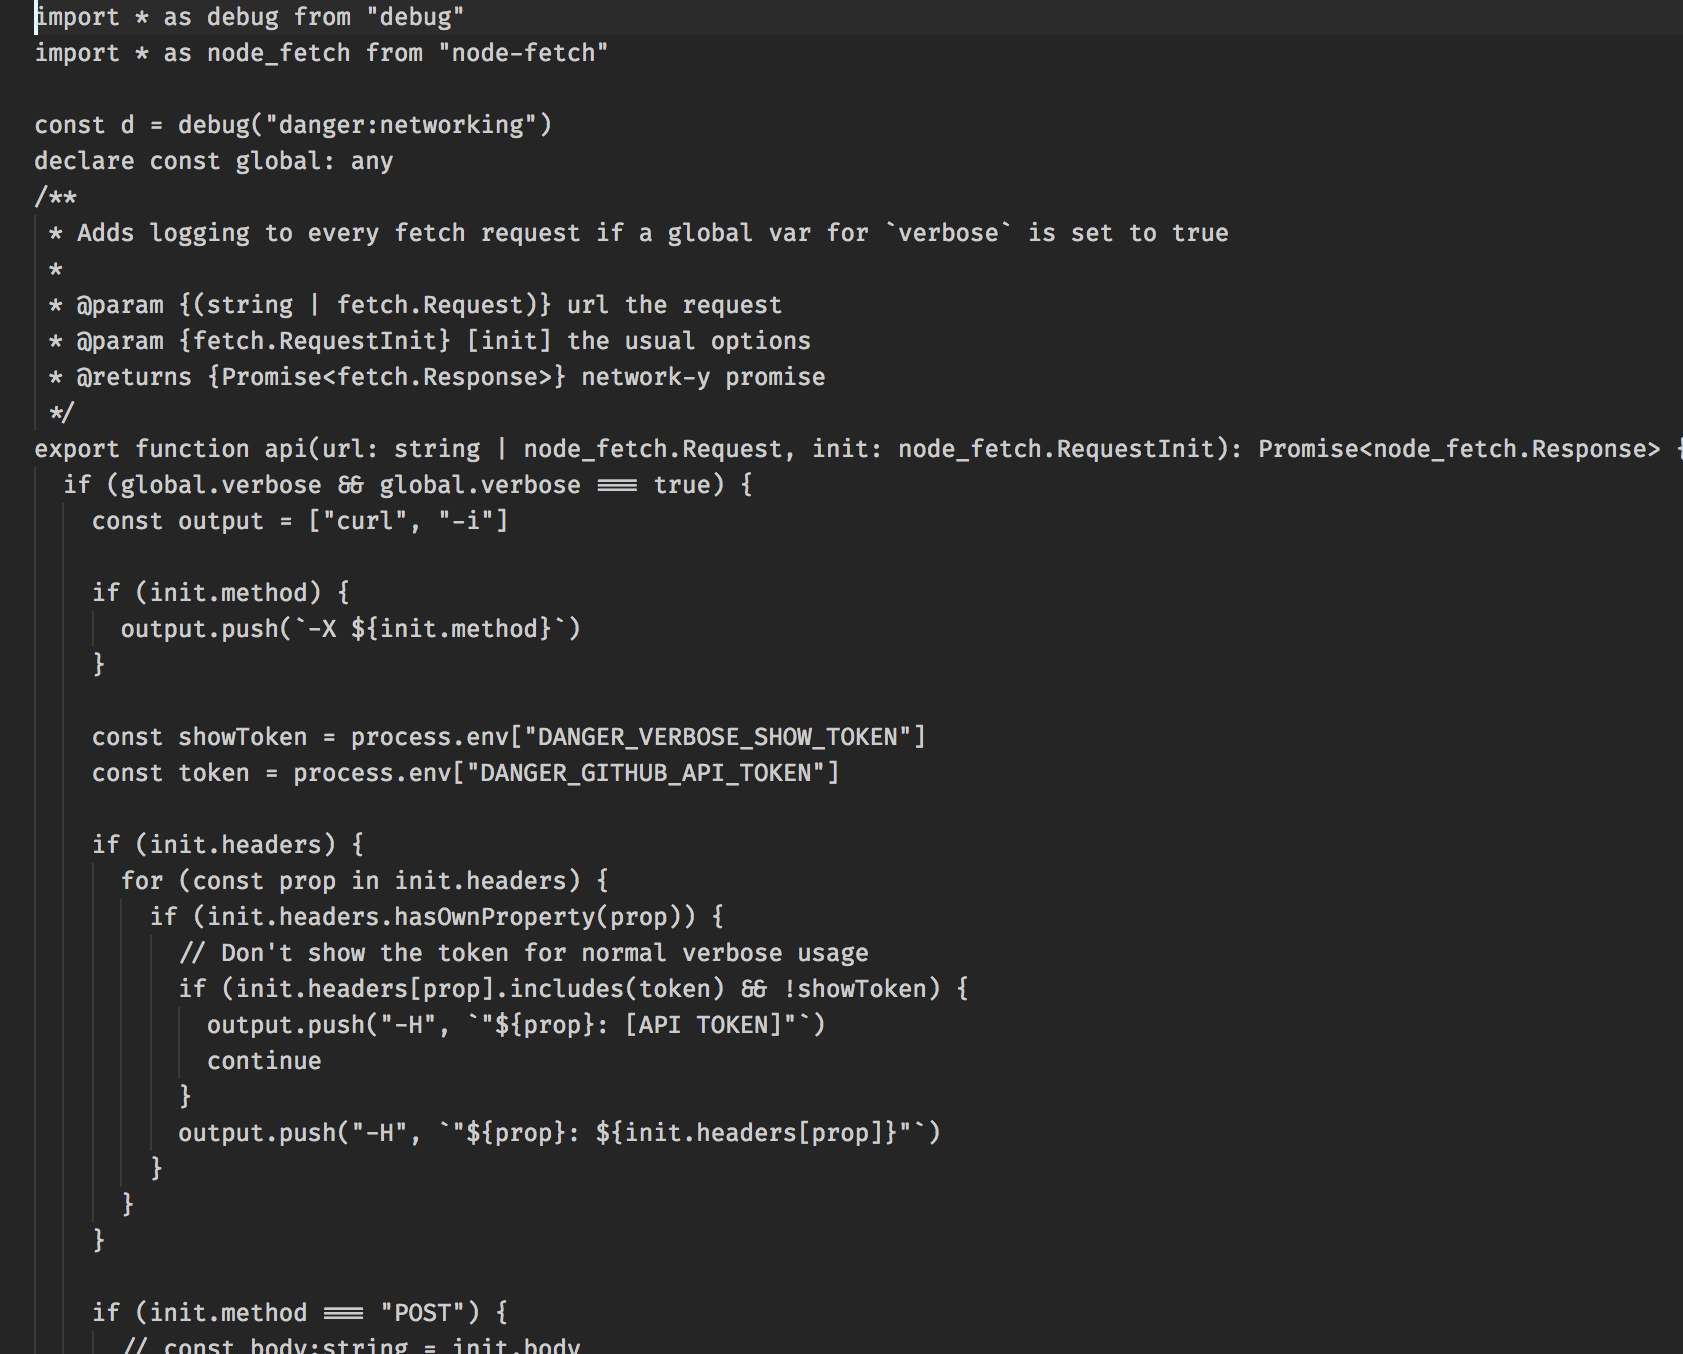 import * as debug from "debug"
import * as node_fetch from "node-fetch"

const d = debug("danger:networking")
declare const global: any
/**
 * Adds logging to every fetch request if a global var for `verbose` is set to true
 *
 * @param {(string | fetch.Request)} url the request
 * @param {fetch.RequestInit} [init] the usual options
 * @returns {Promise<fetch.Response>} network-y promise
 */
export function api(url: string | node_fetch.Request, init: node_fetch.RequestInit): Promise<node_fetch.Response> {
  if (global.verbose && global.verbose === true) {
    const output = ["curl", "-i"]

    if (init.method) {
      output.push(`-X ${init.method}`)
    }

    const showToken = process.env["DANGER_VERBOSE_SHOW_TOKEN"]
    const token = process.env["DANGER_GITHUB_API_TOKEN"]

    if (init.headers) {
      for (const prop in init.headers) {
        if (init.headers.hasOwnProperty(prop)) {
          // Don't show the token for normal verbose usage
          if (init.headers[prop].includes(token) && !showToken) {
            output.push("-H", `"${prop}: [API TOKEN]"`)
            continue
          }
          output.push("-H", `"${prop}: ${init.headers[prop]}"`)
        }
      }
    }

    if (init.method === "POST") {
      // const body:string = init.body